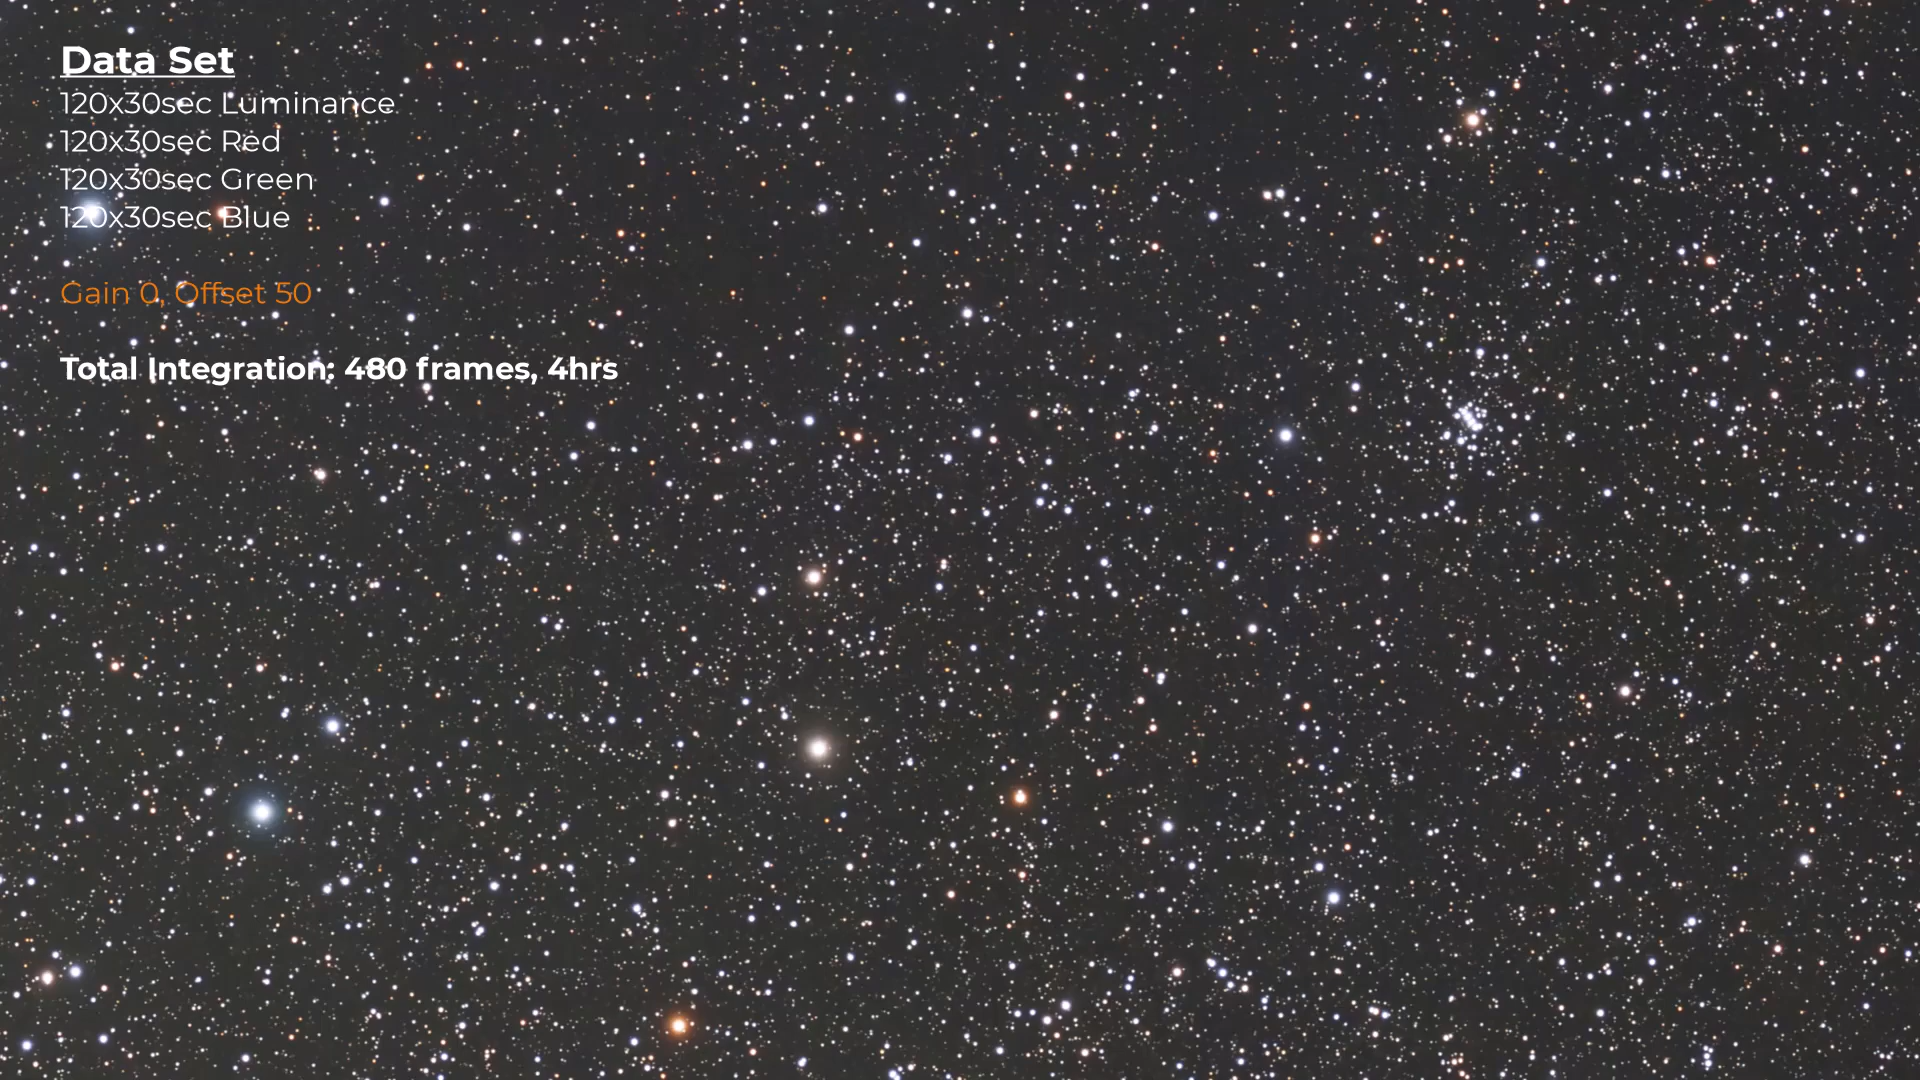 Data Set
120x30sec Luminance
120x30sec Red
120x30sec Green
120x30sec Blue
Gain 0, Offset 50
Total Integration: 480 frames, 4hrs